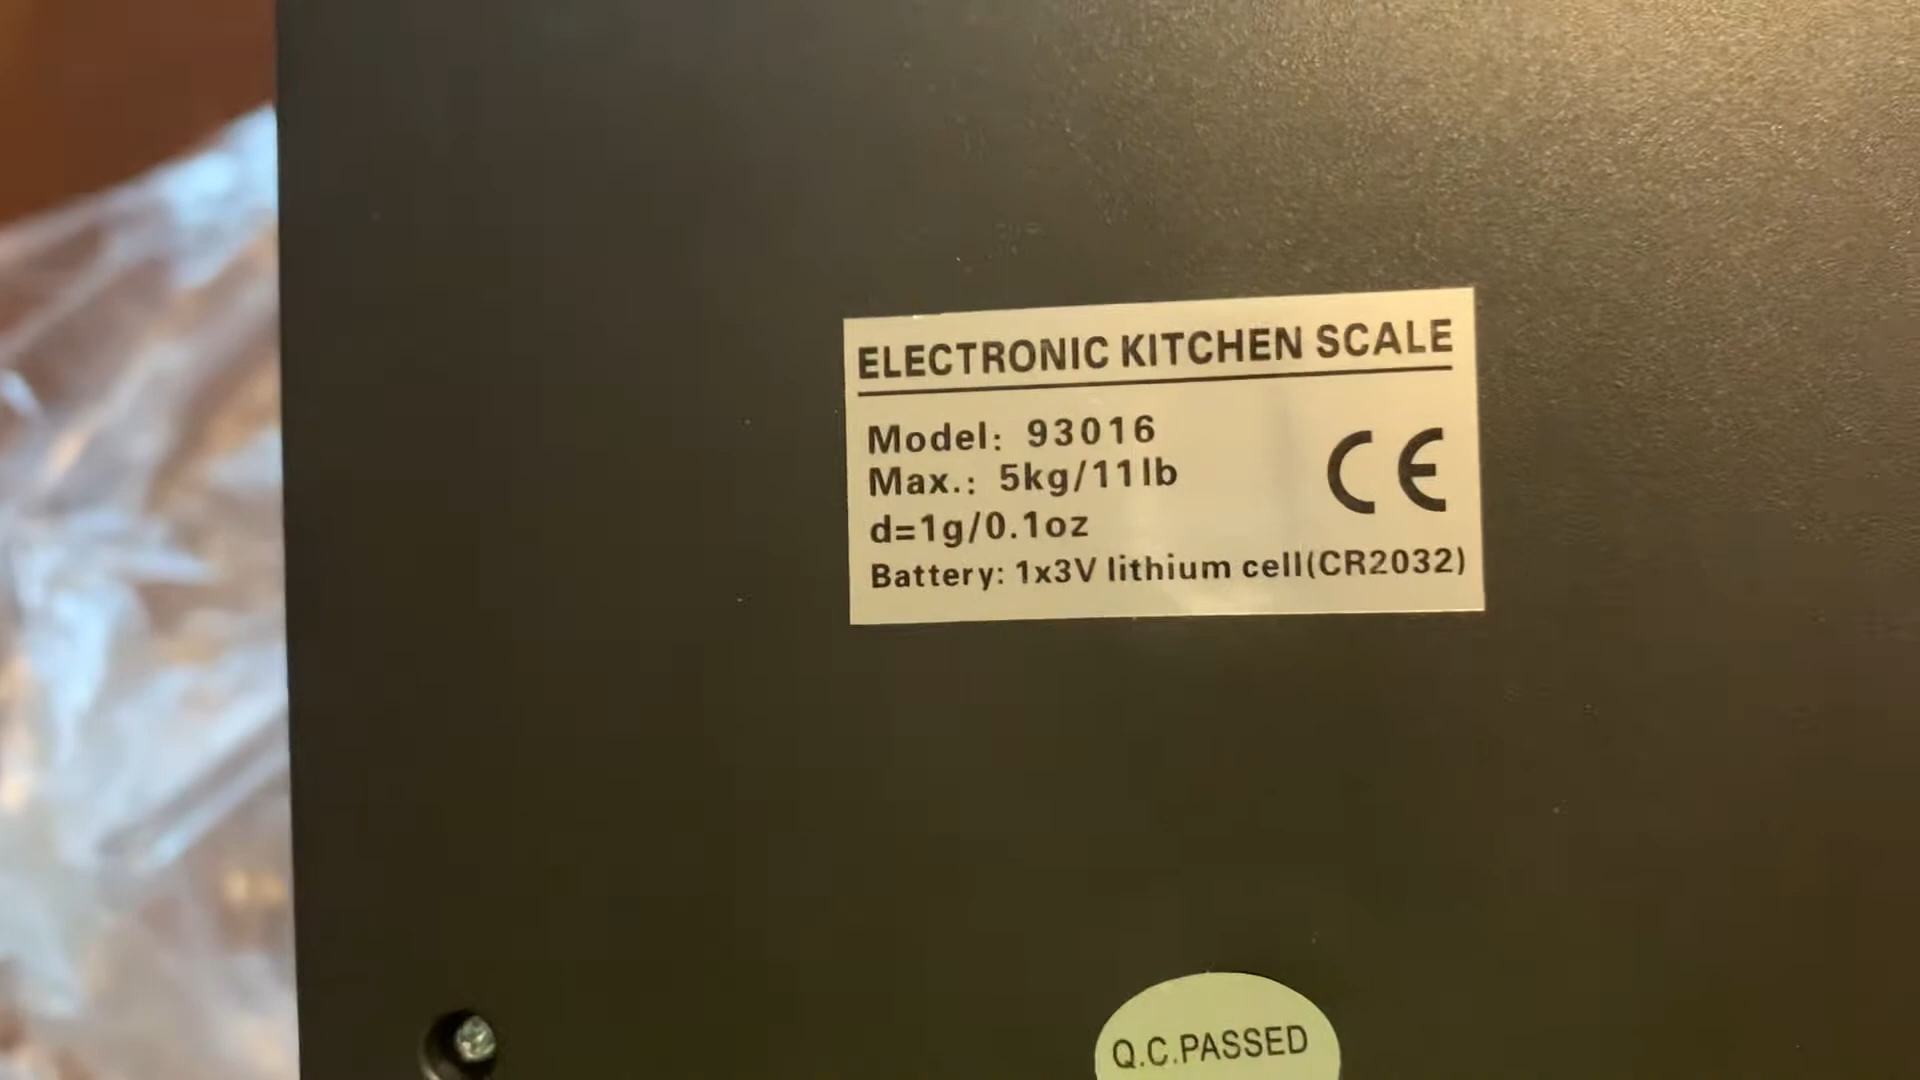 ELECTRONIC KITCHEN SCALE
Model: 93016
Max.: 5kg/11lb
d=1g/0.1oz
CE
Battery: 1x3V lithium cell(CR2032)
Q.C.PASSED